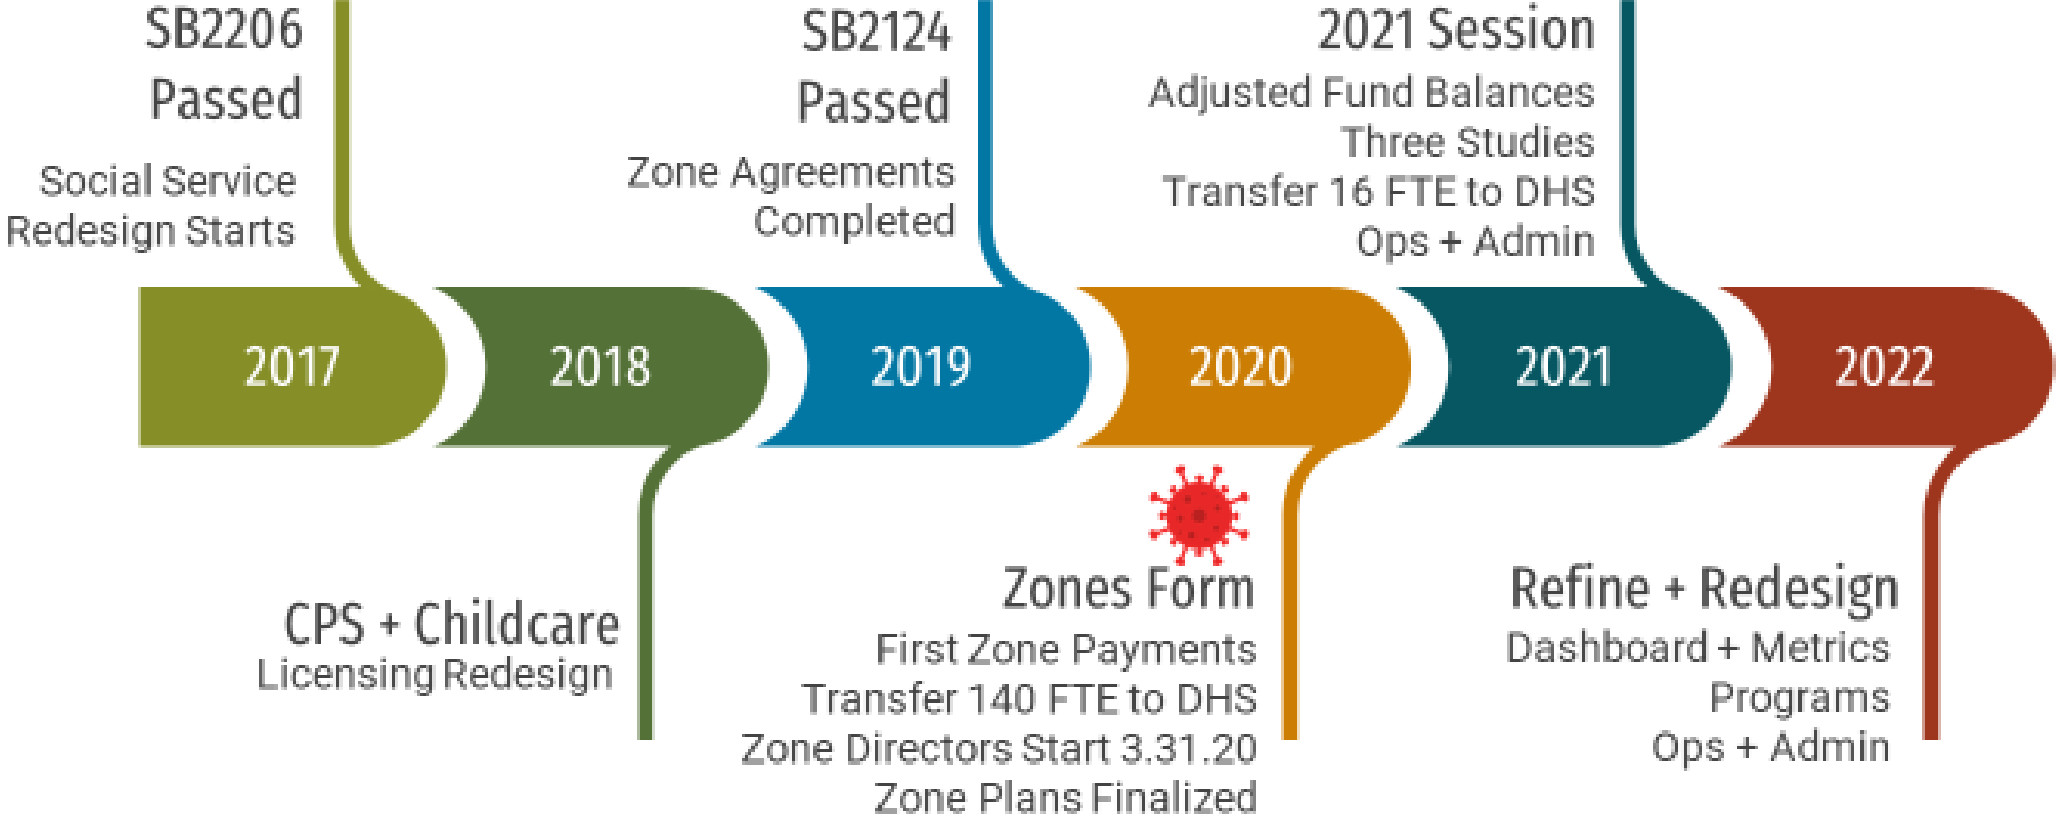 SB2206
Passed
Social Service
Redesign Starts
SB2124
Passed
Zone Agreements
Completed
2021 Session
Adjusted Fund Balances
Three Studies
Transfer 16 FTE to DHS
Ops + Admin
2017
2018
2019
2020
2021
2022
CPS + Childcare
Licensing Redesign
Zones Form
First Zone Payments
Transfer 140 FTE to DHS
Zone Directors Start 3.31.20
Zone Plans Finalized
Refine + Redesign
Dashboard + Metrics
Programs
Ops + Admin